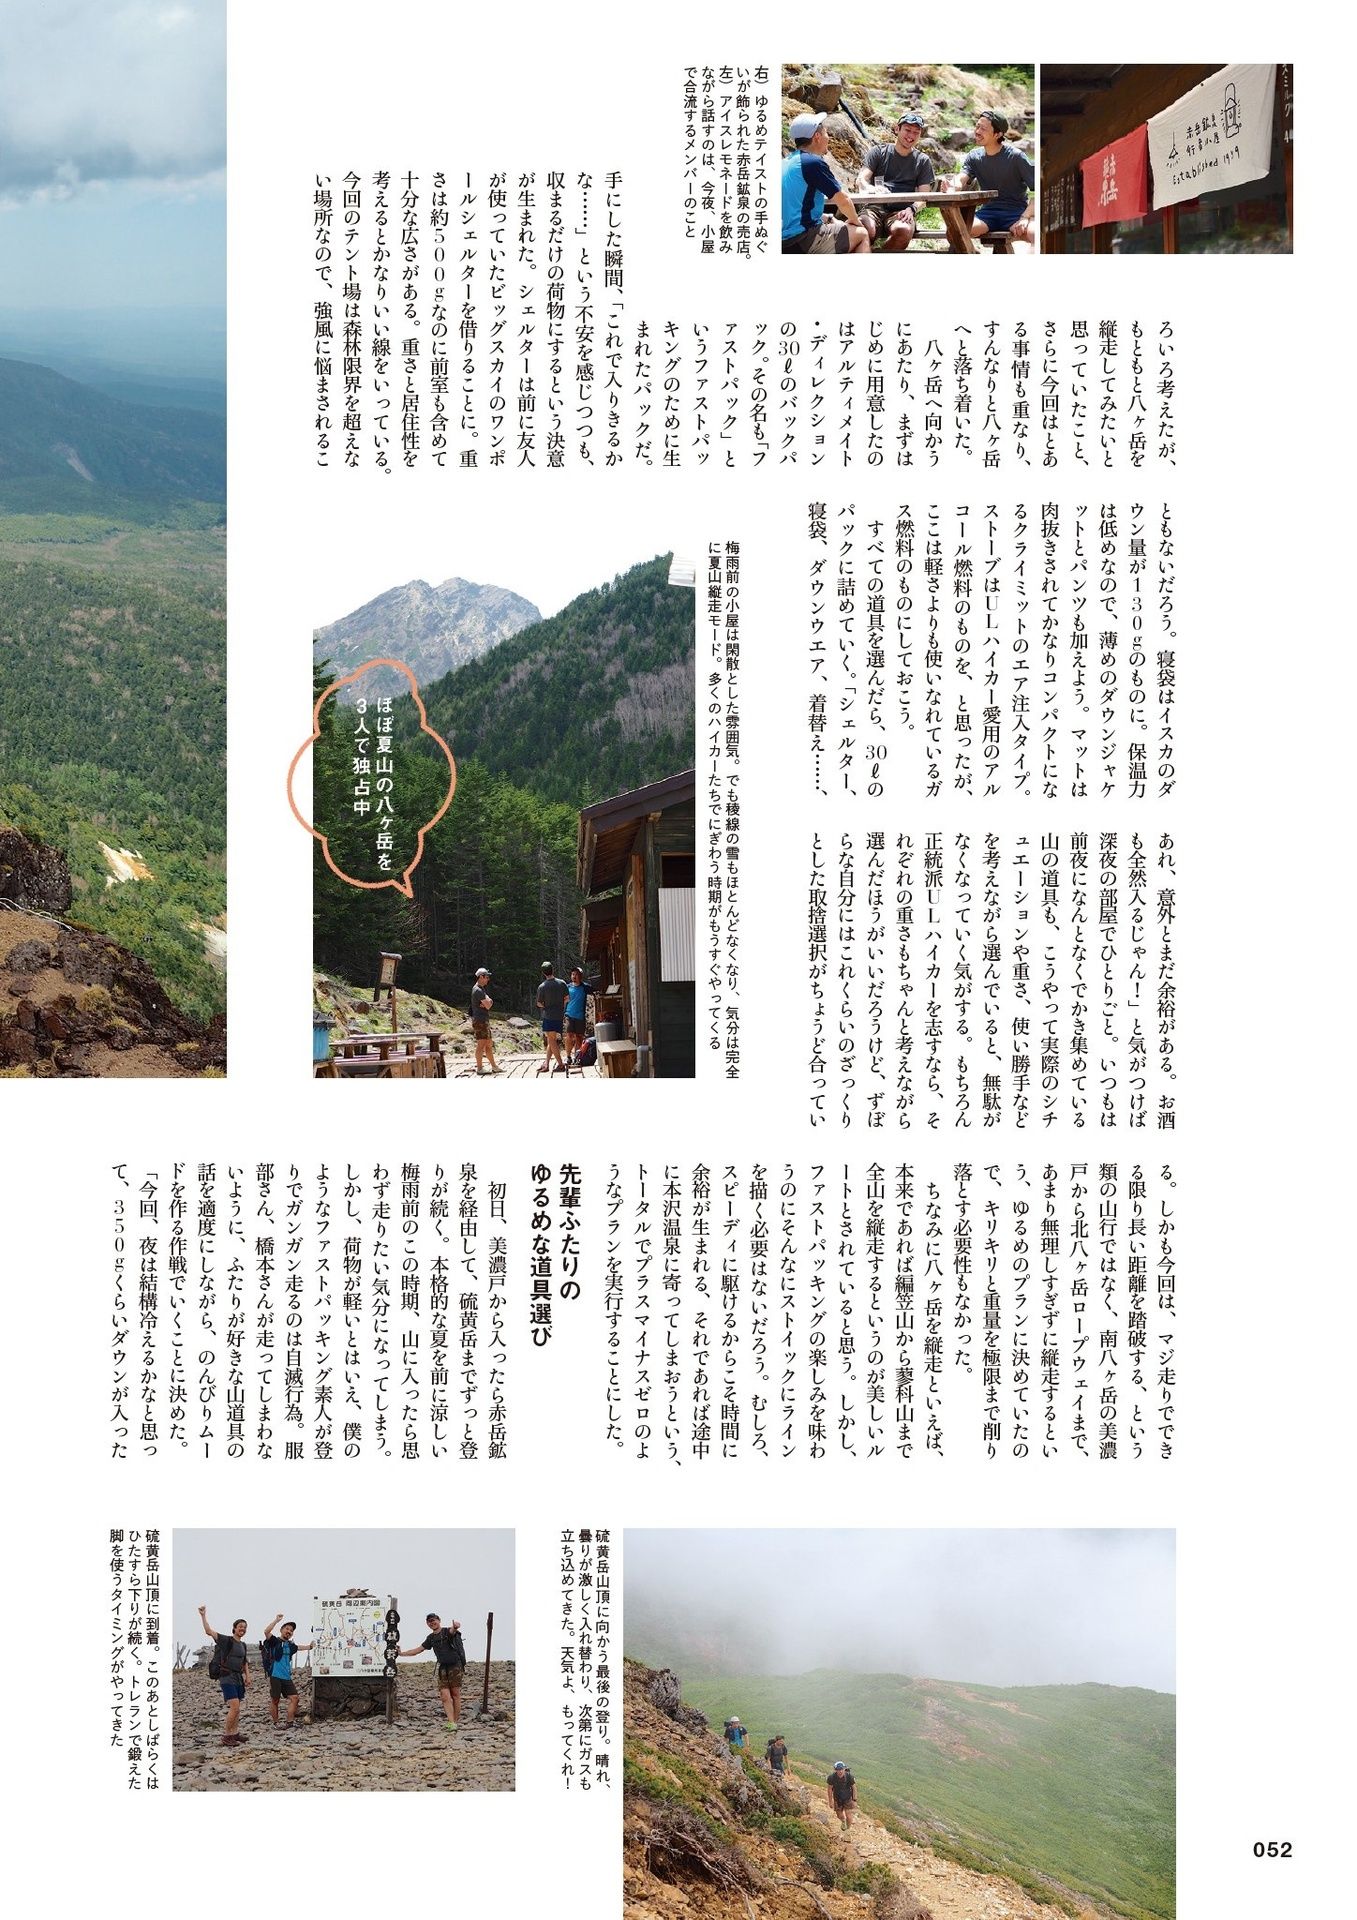 右）ゆるめテイストの手ぬぐ
いが飾られた赤岳鉱泉の売店。
左）アイスレモネードを飲み
ながら話すのは、今夜、小屋
で合流するメンバーのこと
赤岳鉱泉
行者小屋
Established 1959
赤岳
鉱泉
ろいろ考えたが、
もともと八ヶ岳を
縦走してみたいと
思っていたこと、
さらに今回はとあ
る事情も重なり、
すんなりと八ヶ岳
へと落ち着いた。
八ヶ岳へ向かう
にあたり、まずは
じめに用意したの
はアルティメイト
・ディレクション
の30ℓのバックパ
ック。その名も「フ
ァストパック」と
いうファストパッ
キングのために生
まれたパックだ。
手にした瞬間、「これで入りきるか
な……」という不安を感じつつも、
収まるだけの荷物にするという決意
が生まれた。シェルターは前に友人
が使っていたビッグスカイのワンポ
ールシェルターを借りることに。重
さは約500gなのに前室も含めて
十分な広さがある。重さと居住性を
考えるとかなりいい線をいっている。
今回のテント場は森林限界を超えな
い場所なので、強風に悩まされるこ
ともないだろう。寝袋はイスカのダ
ウン量が130gのものに。保温力
は低めなので、薄めのダウンジャケ
ットとパンツも加えよう。マットは
肉抜きされてかなりコンパクトにな
るクライミットのエア注入タイプ。
ストーブはULハイカー愛用のアル
コール燃料のものを、と思ったが、
ここは軽さよりも使いなれているガ
ス燃料のものにしておこう。
すべての道具を選んだら、30ℓの
パックに詰めていく。「シェルター、
寝袋、ダウンウエア、着替え……、
梅雨前の小屋は閑散とした雰囲気。でも稜線の雪もほとんどなくなり、気分は完全
に夏山縦走モード。多くのハイカーたちでにぎわう時期がもうすぐやってくる
ほぼ夏山の八ヶ岳を
3人で独占中
あれ、意外とまだ余裕がある。お酒
も全然入るじゃん！」と気がつけば
深夜の部屋でひとりごと。いつもは
前夜になんとなくでかき集めている
山の道具も、こうやって実際のシチ
ュエーションや重さ、使い勝手など
を考えながら選んでいると、無駄が
なくなっていく気がする。もちろん
正統派ULハイカーを志すなら、そ
れぞれの重さもちゃんと考えながら
選んだほうがいいだろうけど、ずぼ
らな自分にはこれくらいのざっくり
とした取捨選択がちょうど合ってい
る。しかも今回は、マジ走りででき
る限り長い距離を踏破する、という
類の山行ではなく、南八ヶ岳の美濃
戸から北八ヶ岳ロープウェイまで、
あまり無理しすぎずに縦走するとい
う、ゆるめのプランに決めていたの
で、キリキリと重量を極限まで削り
落とす必要性もなかった。
ちなみに八ヶ岳を縦走といえば、
本来であれば編笠山から蓼科山まで
全山を縦走するというのが美しいル
ートとされていると思う。しかし、
ファストパッキングの楽しみを味わ
うのにそんなにストイックにライン
を描く必要はないだろう。むしろ、
スピーディに駆けるからこそ時間に
余裕が生まれる、それであれば途中
に本沢温泉に寄ってしまおうという、
トータルでプラスマイナスゼロのよ
うなプランを実行することにした。
先輩ふたりの
ゆるめな道具選び
初日、美濃戸から入ったら赤岳鉱
泉を経由して、硫黄岳までずっと登
りが続く。本格的な夏を前に涼しい
梅雨前のこの時期、山に入ったら思
わず走りたい気分になってしまう。
しかし、荷物が軽いとはいえ、僕の
ようなファストパッキング素人が登
りでガンガン走るのは自滅行為。服
部さん、橋本さんが走ってしまわな
いように、ふたりが好きな山道具の
話を適度にしながら、のんびりムー
ドを作る作戦でいくことに決めた。
「今回、夜は結構冷えるかなと思っ
て、350gくらいダウンが入った
硫黄岳山頂に向かう最後の登り。晴れ、
曇りが激しく入れ替わり、次第にガスも
立ち込めてきた。天気よ、もってくれ！
硫黄岳山頂に到着。このあとしばらくは
ひたすら下りが続く。トレランで鍛えた
脚を使うタイミングがやってきた
硫黄岳 周辺案内図
硫黄岳
052